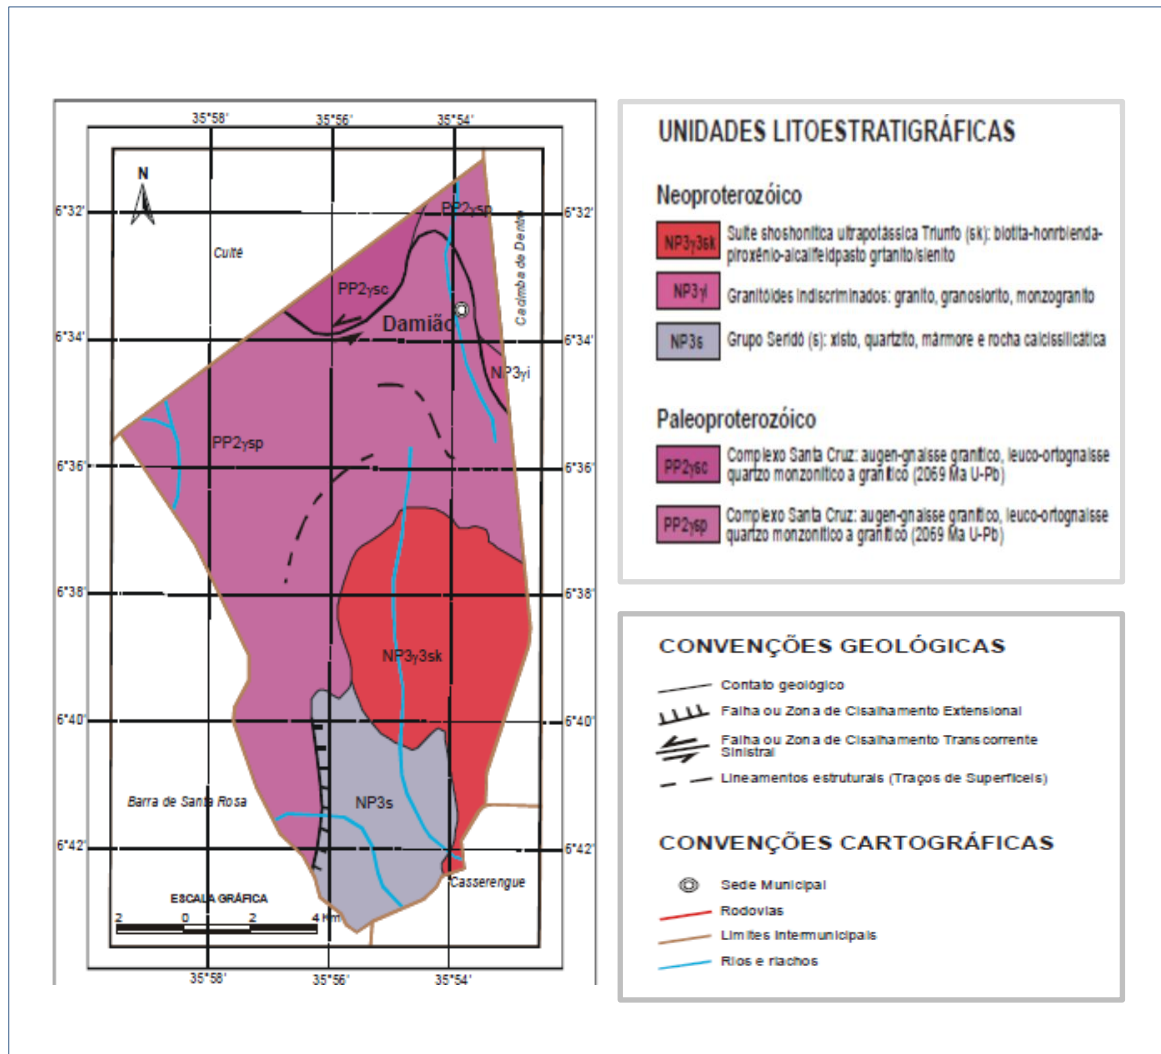 35°58' 35°56' 35°54'
N
6°32' 6°32'
PP2γsp
Cacimba de Dentro
Cuité
PP2γsc
Damião
6°34' 6°34'
NP3γi
PP2γsp
6°36' 6°36'
6°38' 6°38'
NP3γ3sk
6°40' 6°40'
Barra de Santa Rosa
NP3s
6°42' 6°42'
Casserengue
ESCALA GRÁFICA
2 0 2 4 Km
35°58' 35°56' 35°54'
UNIDADES LITOESTRATIGRÁFICAS
Neoproterozóico
NP3γ3sk Suíte shoshonítica ultrapotássica Triunfo (sk): biotita-honrblenda-
piroxênio-alcalifeldpasto grtanito/sienito
NP3γi Granitóides indiscriminados: granito, granosiorito, monzogranito
NP3s Grupo Seridó (s): xisto, quartzito, mármore e rocha calcissilicática
Paleoproterozóico
PP2γsc Complexo Santa Cruz: augen-gnaisse granítico, leuco-ortognaisse
quartzo monzonítico a granítico (2069 Ma U-Pb)
PP2γsp Complexo Santa Cruz: augen-gnaisse granítico, leuco-ortognaisse
quartzo monzonítico a granítico (2069 Ma U-Pb)
CONVENÇÕES GEOLÓGICAS
Contato geológico
Falha ou Zona de Cisalhamento Extensional
Falha ou Zona de Cisalhamento Transcorrente
Sinistral
Lineamentos estruturais (Traços de Superfíceis)
CONVENÇÕES CARTOGRÁFICAS
Sede Municipal
Rodovias
Limites Intermunicipais
Rios e riachos